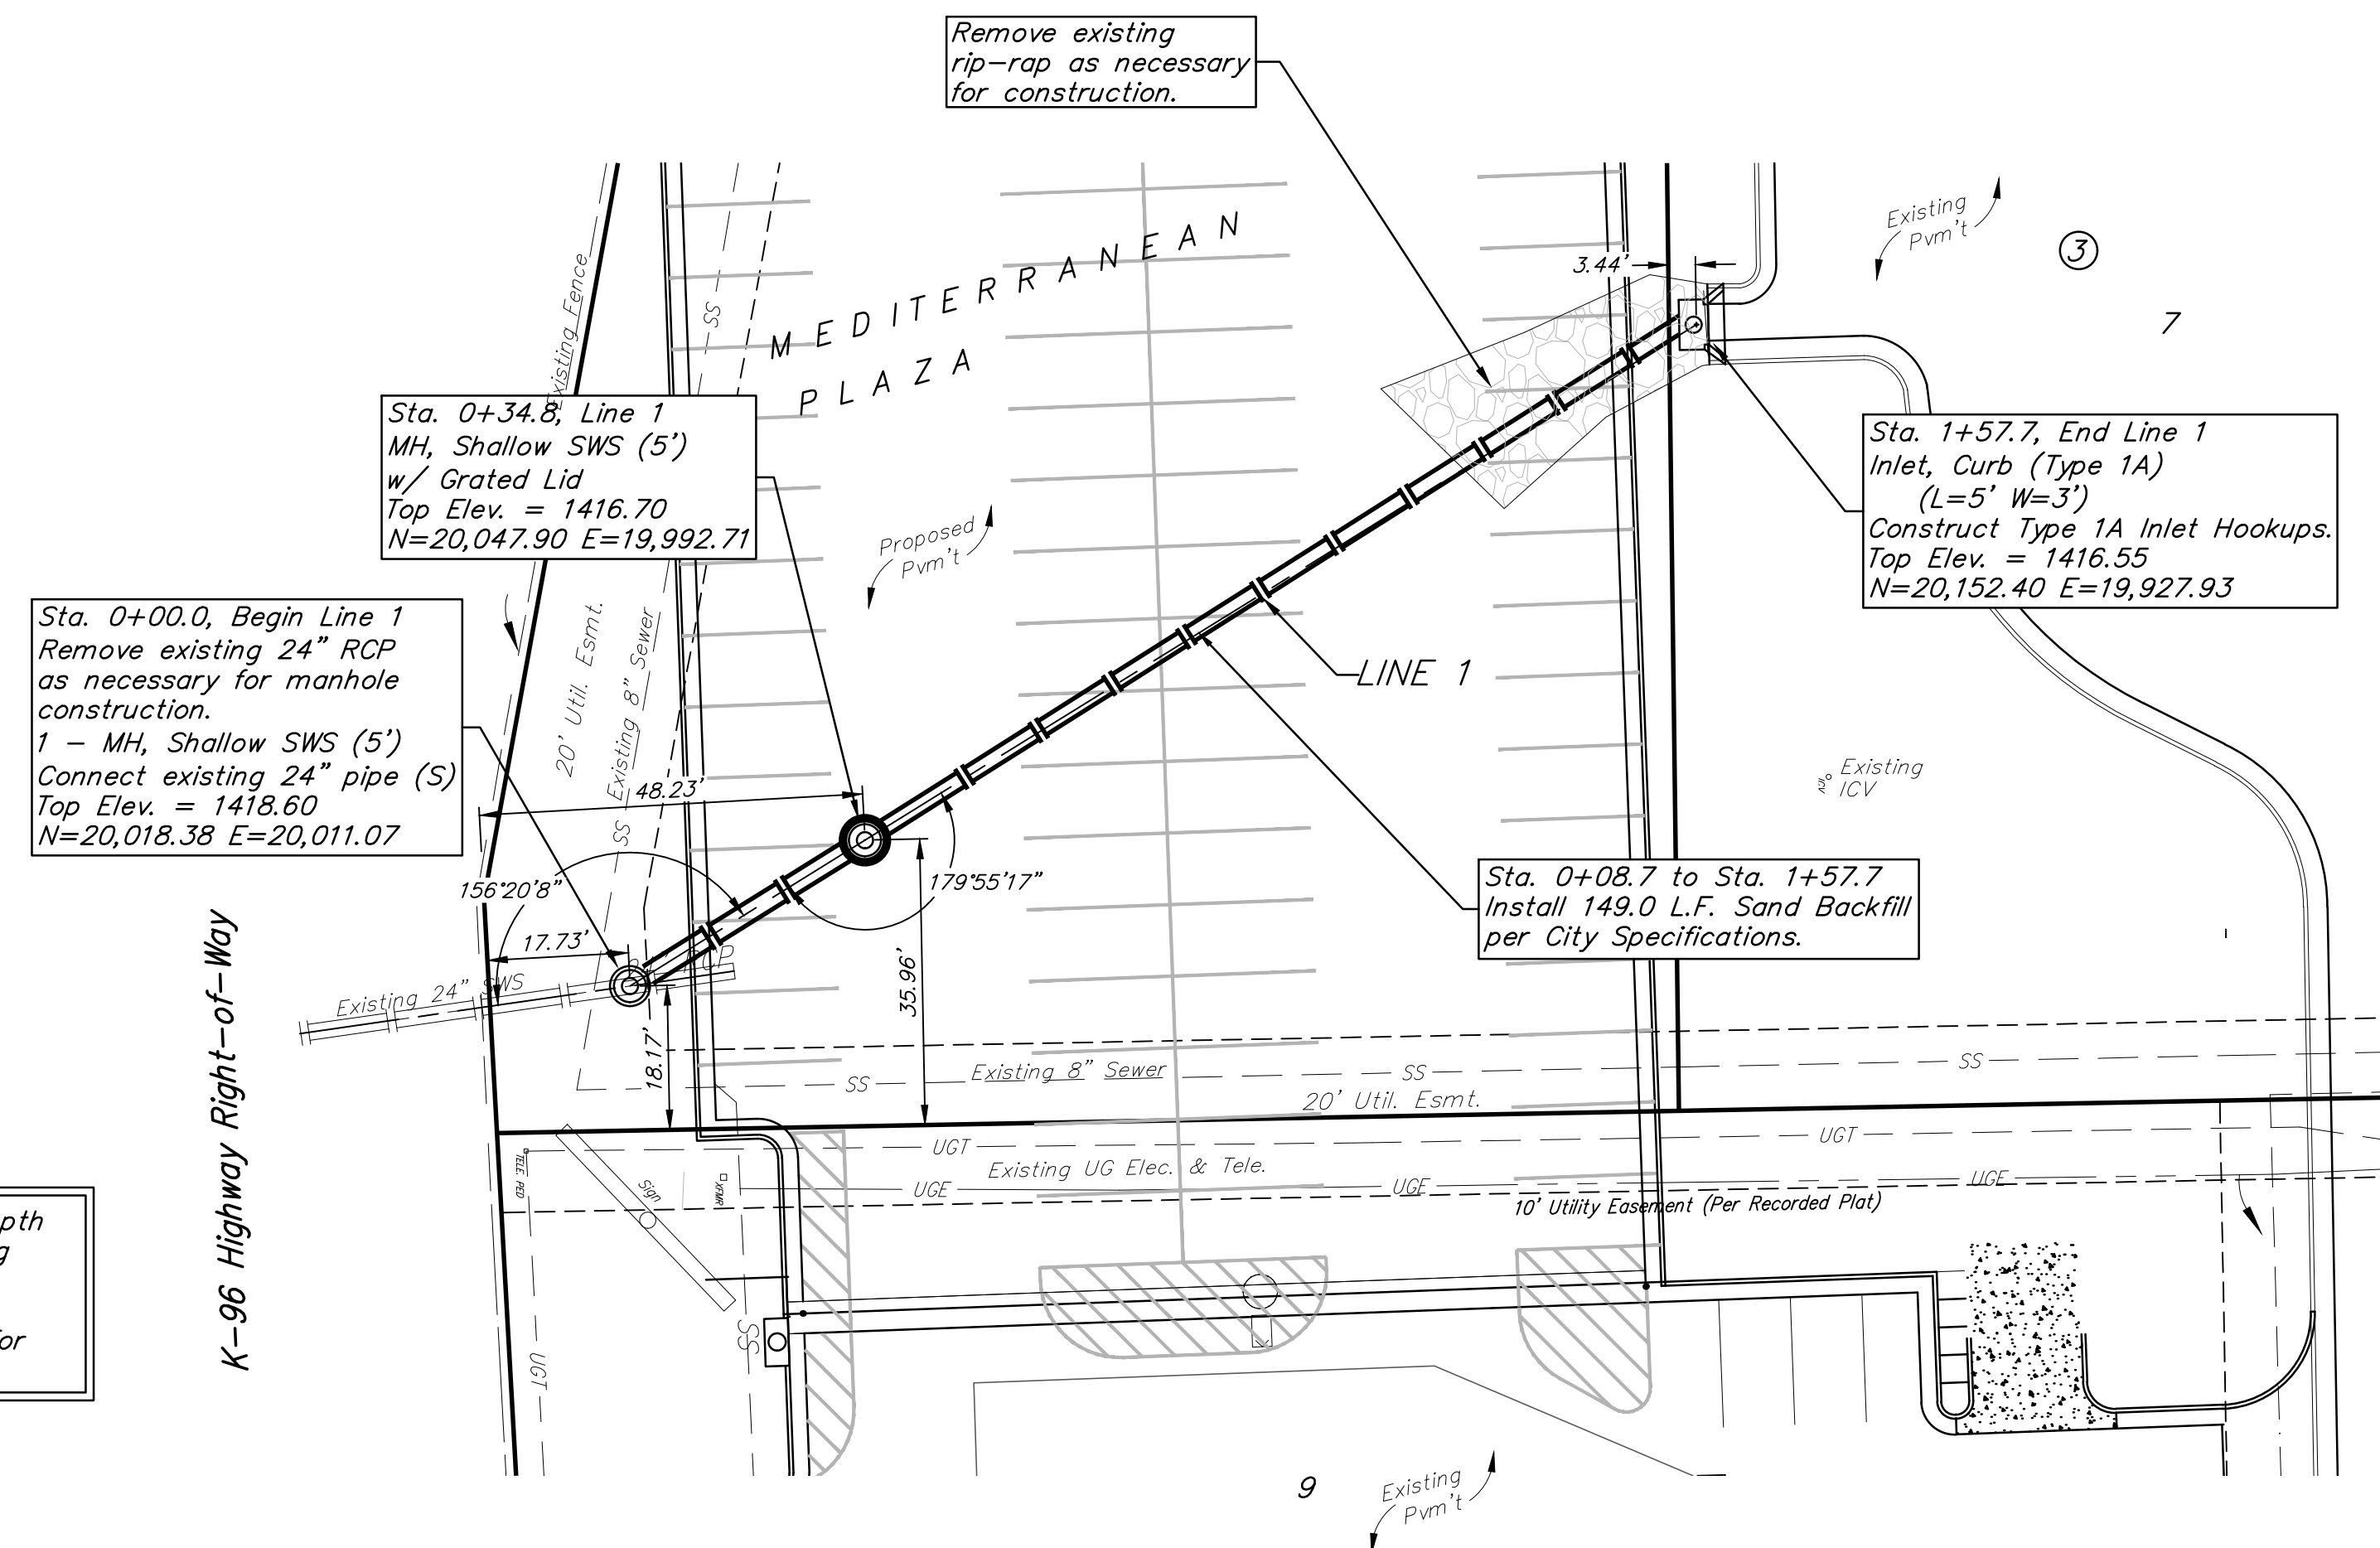 Remove existing
rip-rap as necessary
for construction.
Existing
Pvm't
3
7
3.44'
Existing Fence
SS
MEDITERRANEAN
PLAZA
Sta. 0+34.8, Line 1
MH, Shallow SWS (5')
w/ Grated Lid
Top Elev. = 1416.70
N=20,047.90 E=19,992.71
Sta. 1+57.7, End Line 1
Inlet, Curb (Type 1A)
(L=5' W=3')
Construct Type 1A Inlet Hookups.
Top Elev. = 1416.55
N=20,152.40 E=19,927.93
Proposed
Pvm't
Sta. 0+00.0, Begin Line 1
Remove existing 24" RCP
as necessary for manhole
construction.
1 - MH, Shallow SWS (5')
Connect existing 24" pipe (S)
Top Elev. = 1418.60
N=20,018.38 E=20,011.07
20' Util. Esmt.
Existing 8" Sewer
SS
LINE 1
48.23'
Existing
ICV
ICV
156°20'8"
179°55'17"
Sta. 0+08.7 to Sta. 1+57.7
Install 149.0 L.F. Sand Backfill
per City Specifications.
17.73'
RCP
Existing 24" SWS
35.96'
18.17'
K-96 Highway Right-of-Way
SS
Existing 8" Sewer
SS
SS
20' Util. Esmt.
UGT
UGT
Existing UG Elec. & Tele.
UGE
UGE
UGE
10' Utility Easement (Per Recorded Plat)
TELE. PED
Sign
XFMR
pth
g
for
UGT
SS
9
Existing
Pvm't